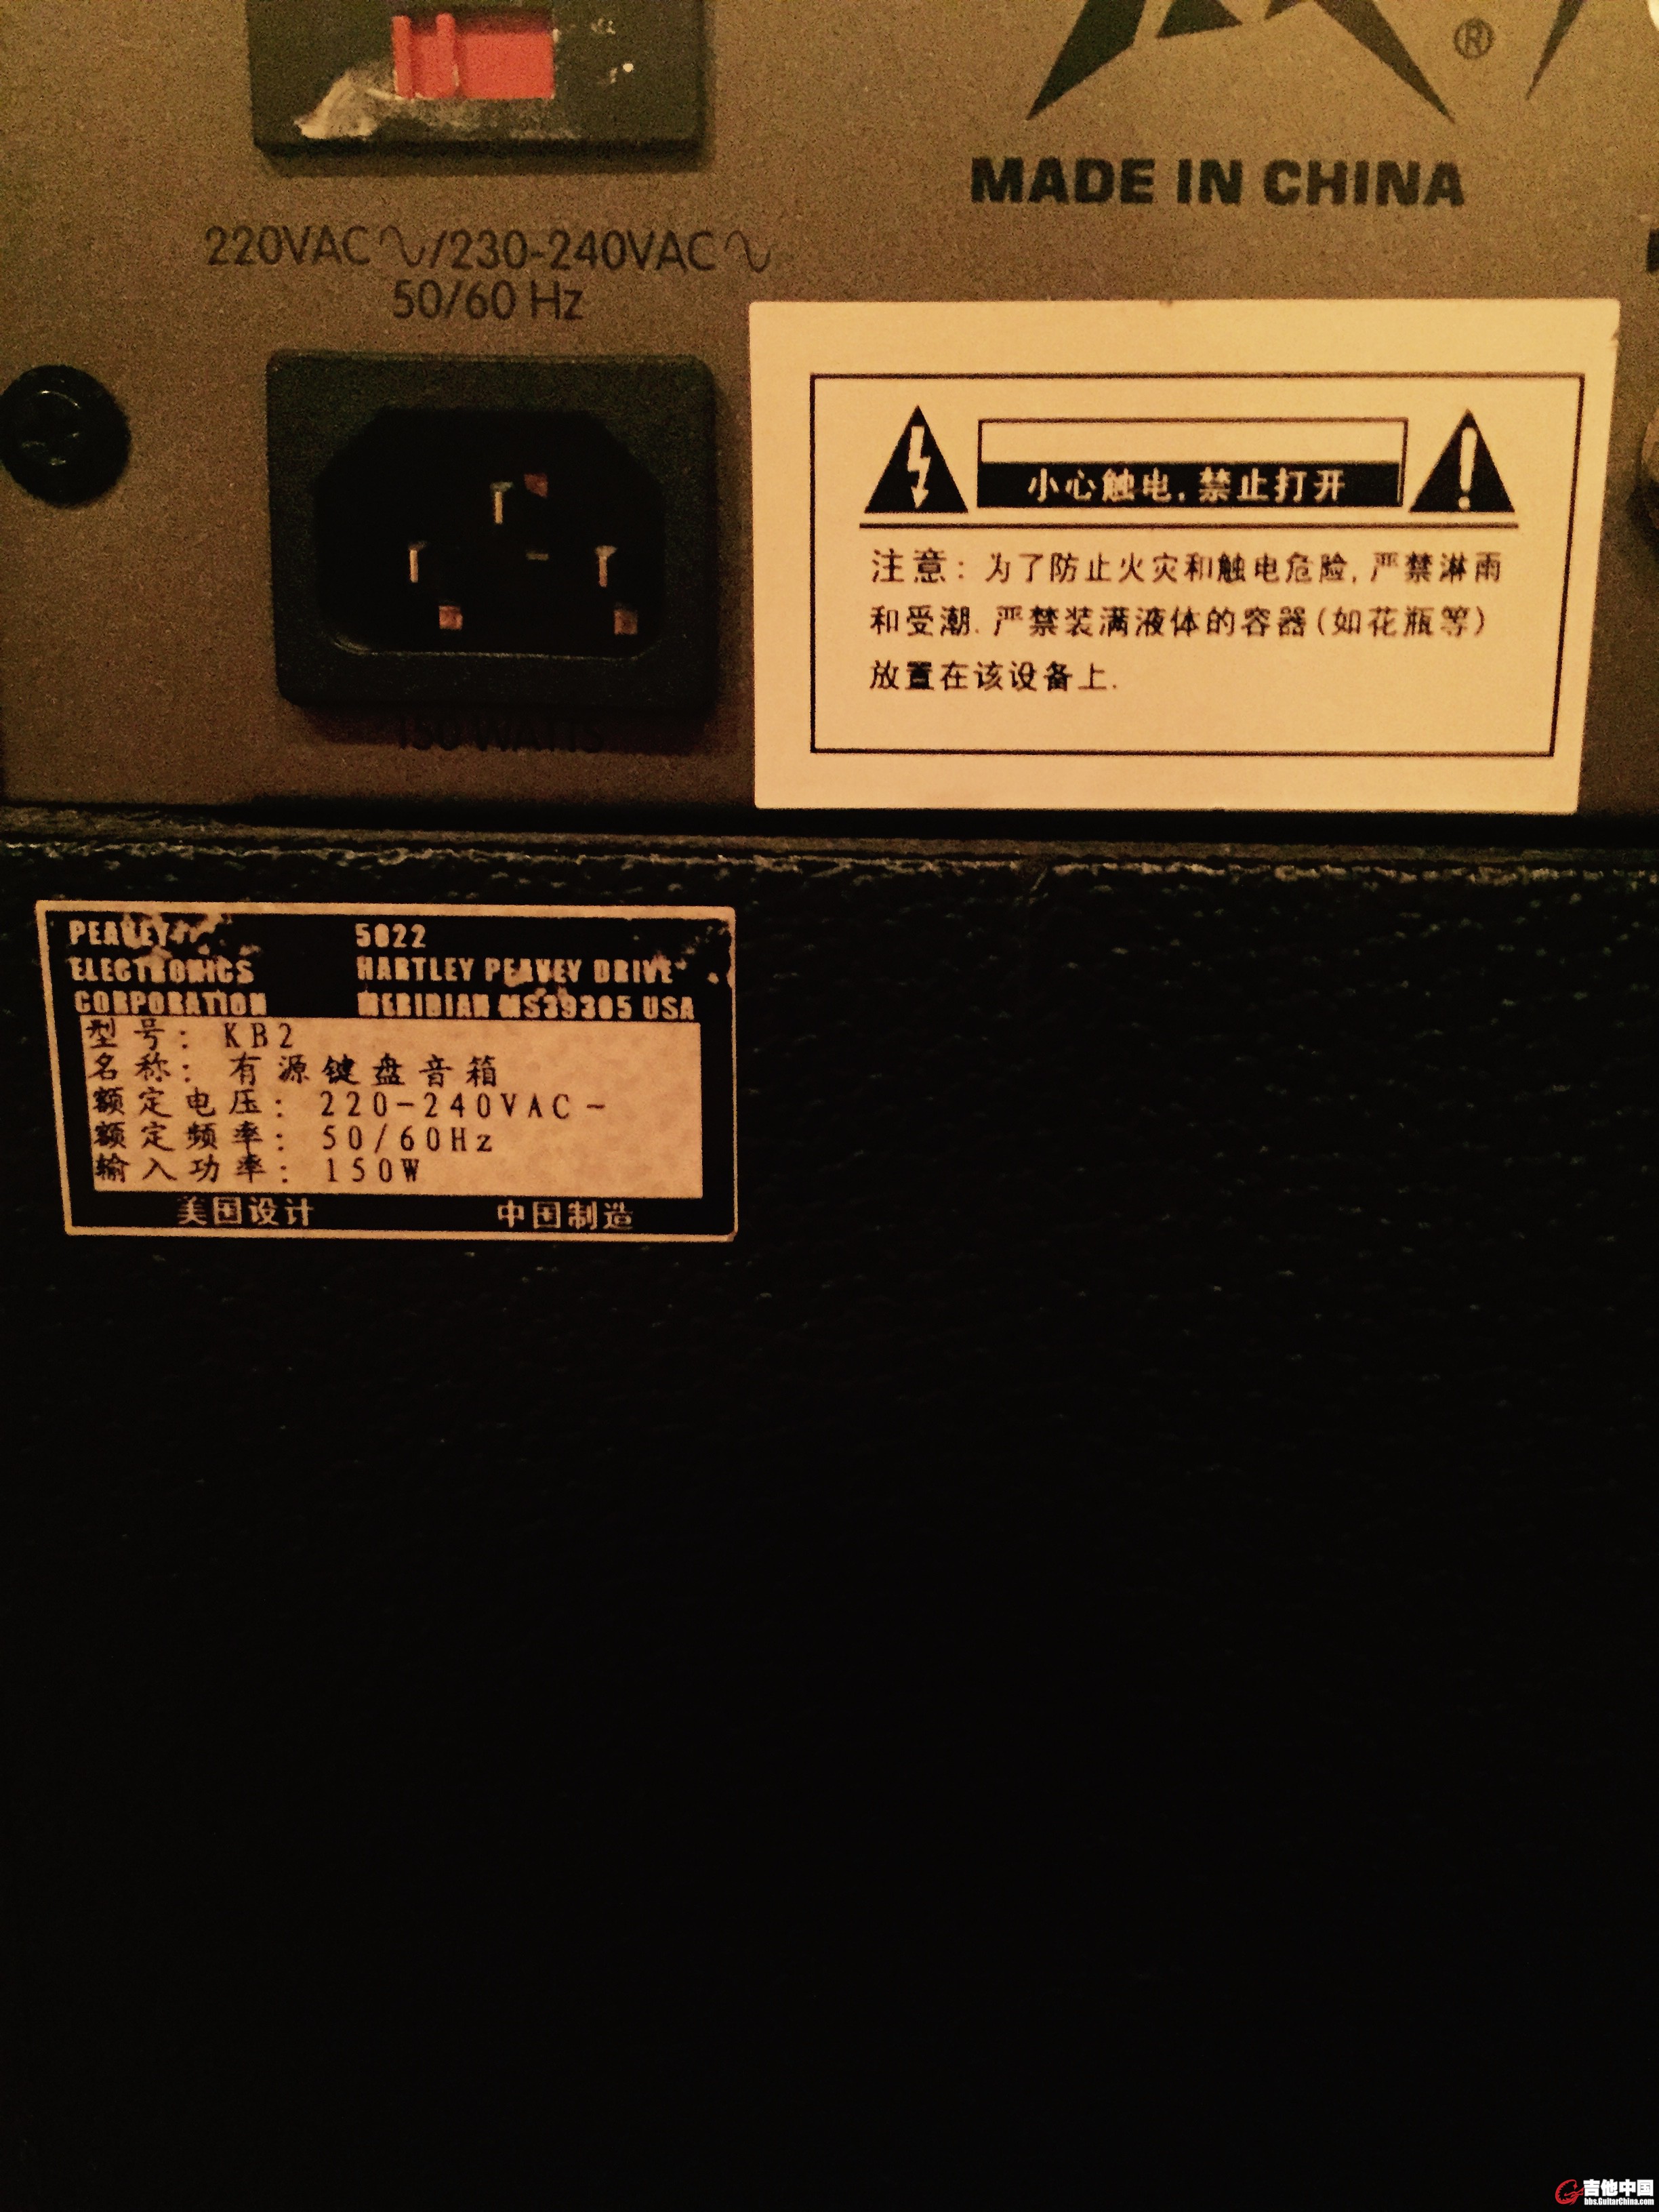 ®
MADE IN CHINA
220VAC∿/230-240VAC∿
50/60 Hz
小心触电,禁止打开
注意: 为了防止火灾和触电危险,严禁淋雨
和受潮.严禁装满液体的容器(如花瓶等)
放置在该设备上.
150 WATTS
PEAVEY
ELECTRONICS
CORPORATION
5022
HARTLEY PEAVEY DRIVE
MERIDIAN MS39305 USA
型号: KB2
名称: 有源键盘音箱
额定电压: 220-240VAC~
额定频率: 50/60Hz
输入功率: 150W
美国设计 中国制造
吉他中国
bbs.GuitarChina.com